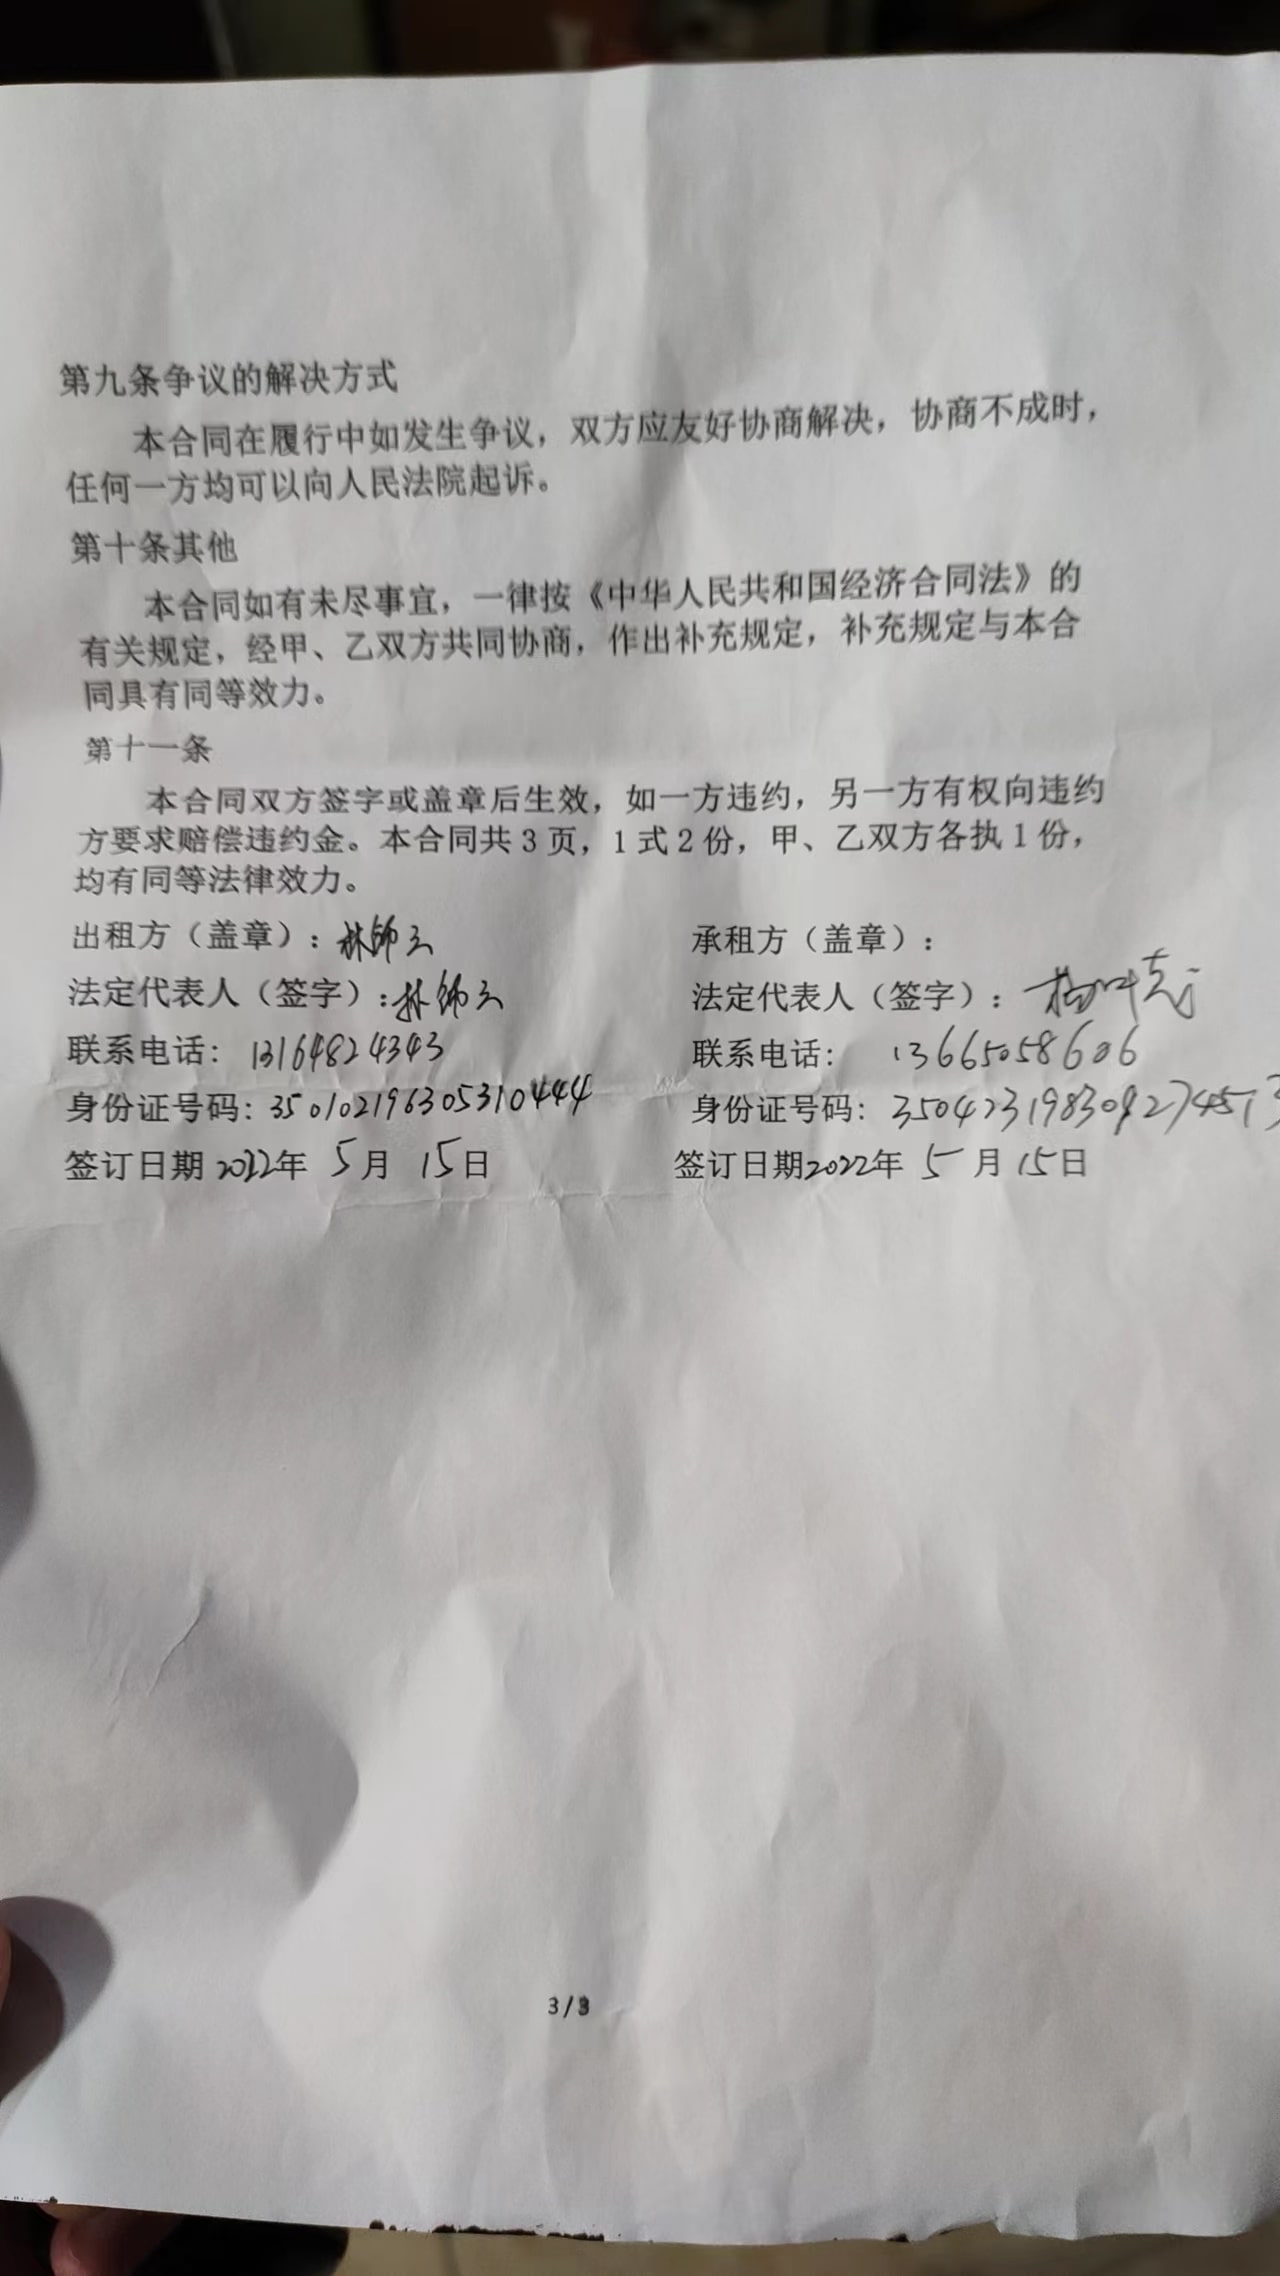 第九条争议的解决方式
本合同在履行中如发生争议，双方应友好协商解决，协商不成时，
任何一方均可以向人民法院起诉。
第十条其他
本合同如有未尽事宜，一律按《中华人民共和国经济合同法》的
有关规定，经甲、乙双方共同协商，作出补充规定，补充规定与本合
同具有同等效力。
第十一条
本合同双方签字或盖章后生效，如一方违约，另一方有权向违约
方要求赔偿违约金。本合同共3页，1式2份，甲、乙双方各执1份，
均有同等法律效力。
出租方（盖章）：林
承租方（盖章）：
法定代表人（签字）：林
法定代表人（签字）：杨
联系电话：13164824343
联系电话：13665058606
身份证号码：350102196305310444
身份证号码：350423198309274513
签订日期2022年5月15日
签订日期2022年5月15日
3/3